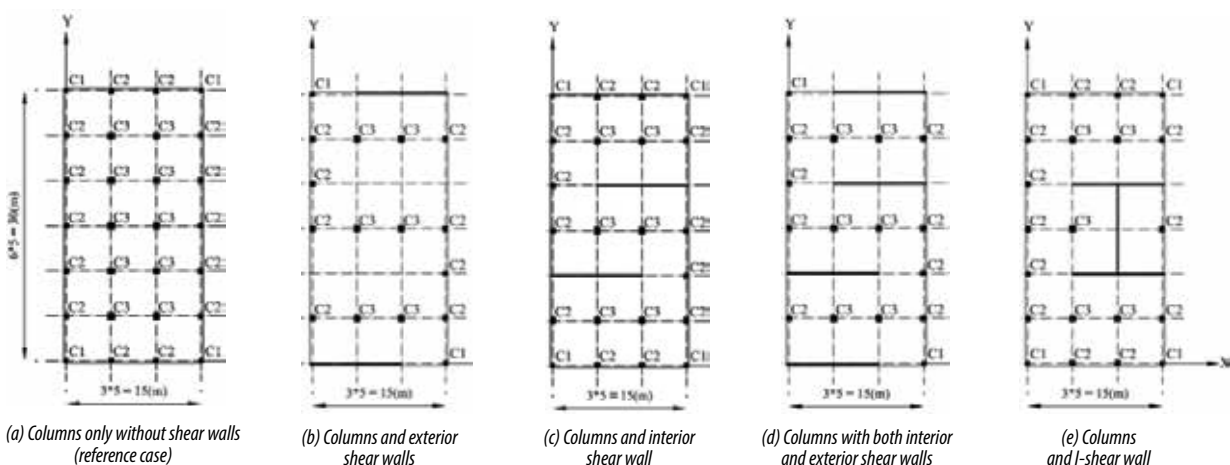 Y
C1 C2 C2 C1
C2 C3 C3 C2
C2 C3 C3 C2
C2 C3 C3 C2
C2 C3 C3 C2
C2 C3 C3 C2
C1 C2 C2 C1
6*5 = 30(m)
3*5 = 15(m)
(a) Columns only without shear walls
(reference case)
Y
C1
C2 C3 C3 C2
C2
C2 C3 C3 C2
C2
C2 C3 C3 C2
C1
3*5 = 15(m)
(b) Columns and exterior
shear walls
Y
C1 C2 C2 C1
C2 C3 C3 C2
C2
C2 C3 C3 C2
C2
C2 C3 C3 C2
C1 C2 C2 C1
3*5 = 15(m)
(c) Columns and interior
shear wall
Y
C1
C2 C3 C3 C2
C2
C2 C3 C3 C2
C2
C2 C3 C3 C2
C1
3*5 = 15(m)
(d) Columns with both interior
and exterior shear walls
Y
C1 C2 C2 C1
C2 C3 C3 C2
C2
C2 C3 C2
C2
C2 C3 C3 C2
C1 C2 C2 C1
X
3*5 = 15(m)
(e) Columns
and I-shear wall